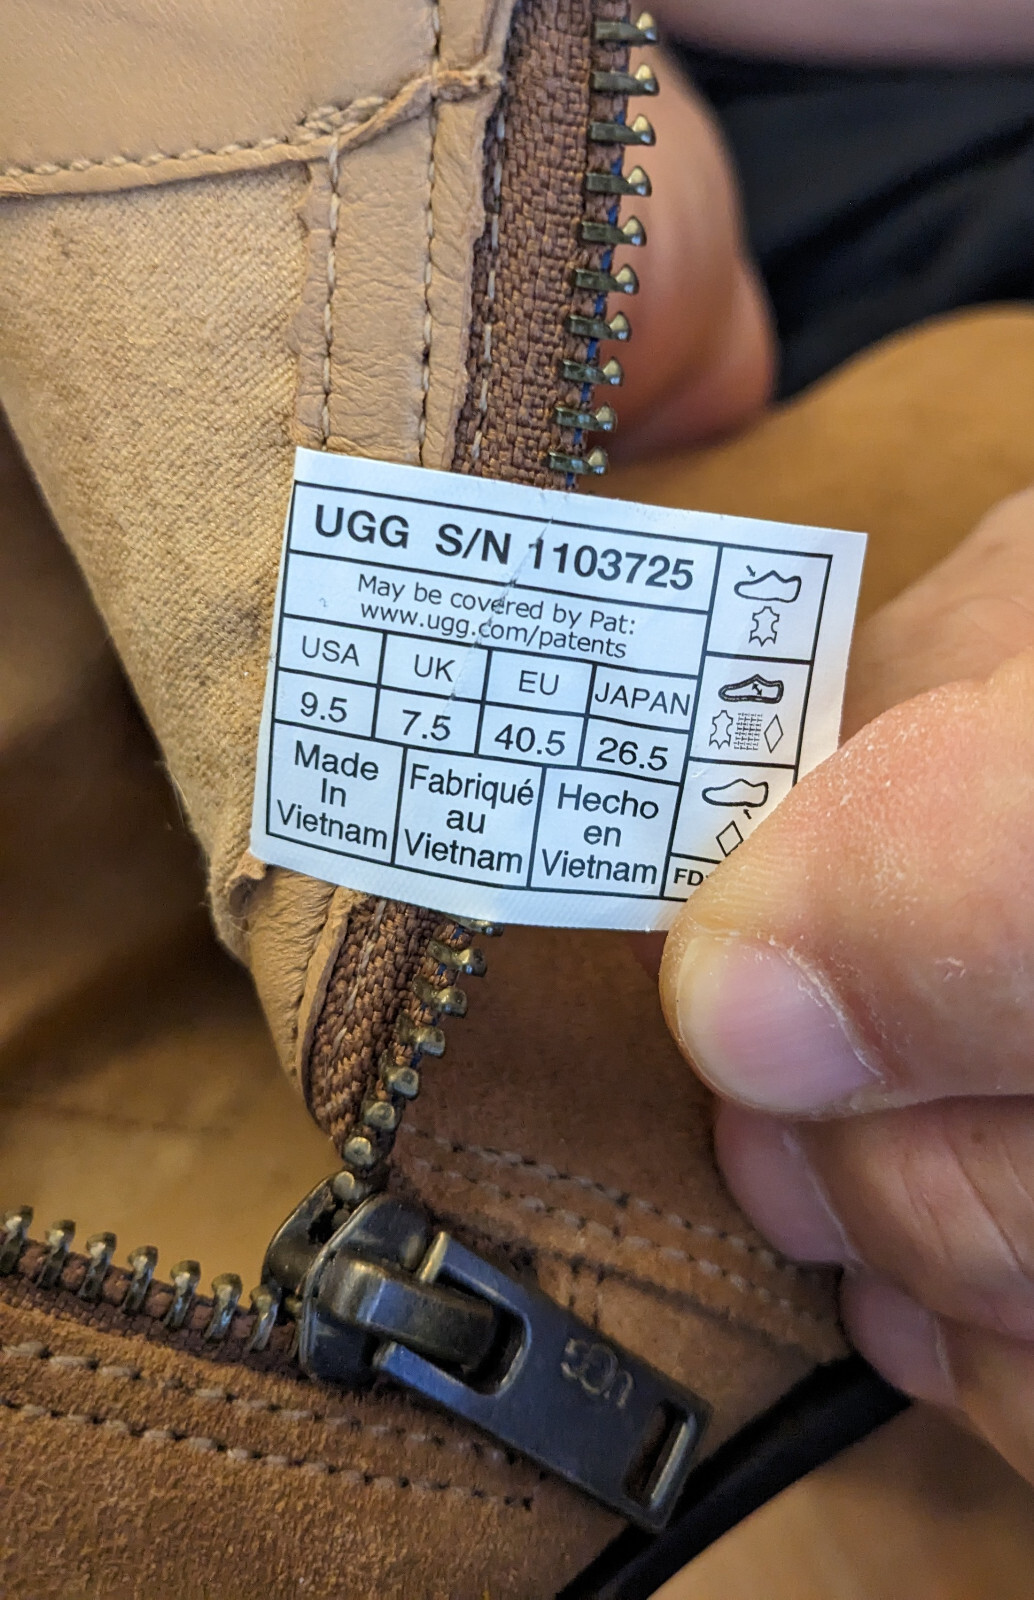 UGG S/N 1103725
May be covered by Pat:
www.ugg.com/patents
USA UK EU JAPAN
9.5 7.5 40.5 26.5
Made
In
Vietnam
Fabriqué
au
Vietnam
Hecho
en
Vietnam
UGG